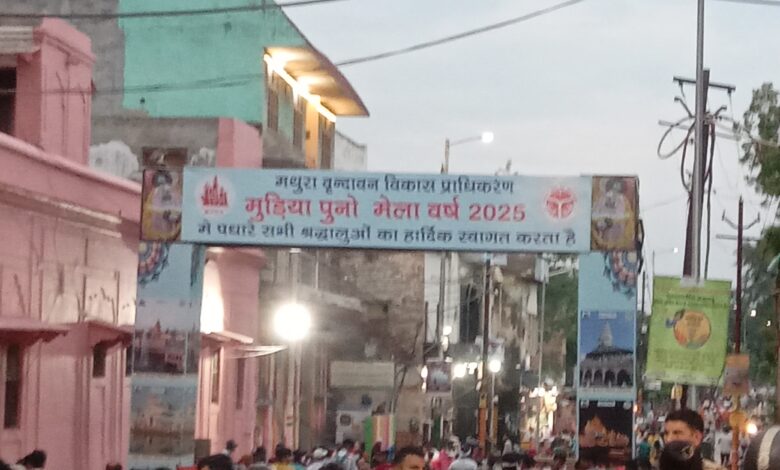 मथुरा वृन्दावन विकास प्राधिकरण
मुड़िया पुनो मेला वर्ष 2025
मे पधारे सभी श्रद्धालुओं का हार्दिक स्वागत करता है